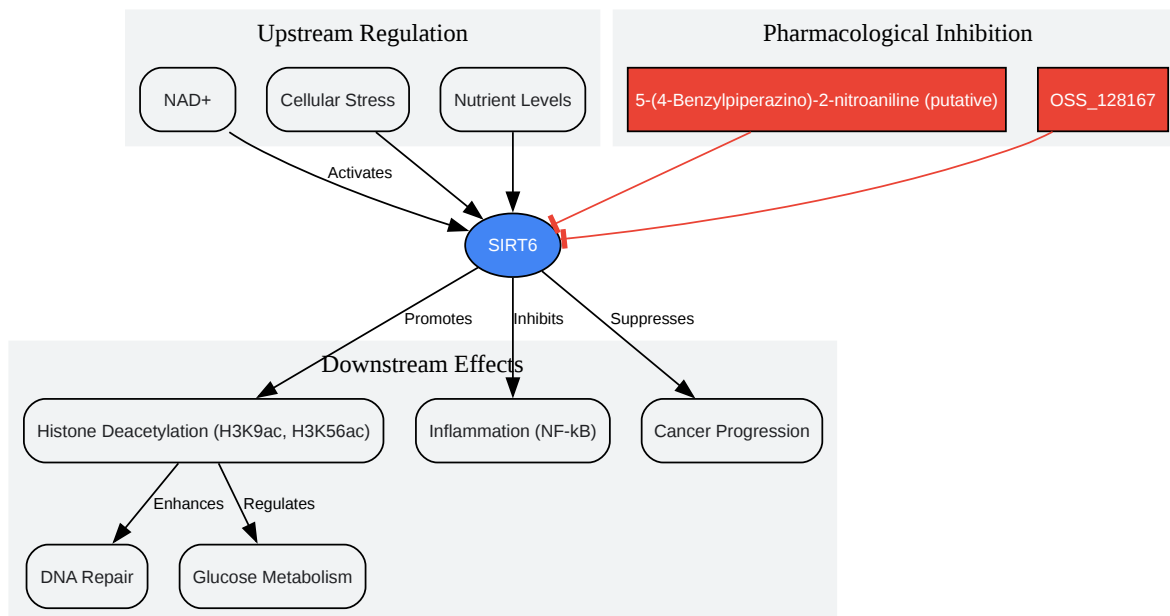 Upstream Regulation
Pharmacological Inhibition
NAD+
Cellular Stress
Nutrient Levels
5-(4-Benzylpiperazino)-2-nitroaniline (putative)
OSS_128167
Activates
SIRT6
Promotes
Inhibits
Suppresses
Downstream Effects
Histone Deacetylation (H3K9ac, H3K56ac)
Inflammation (NF-kB)
Cancer Progression
Enhances
Regulates
DNA Repair
Glucose Metabolism